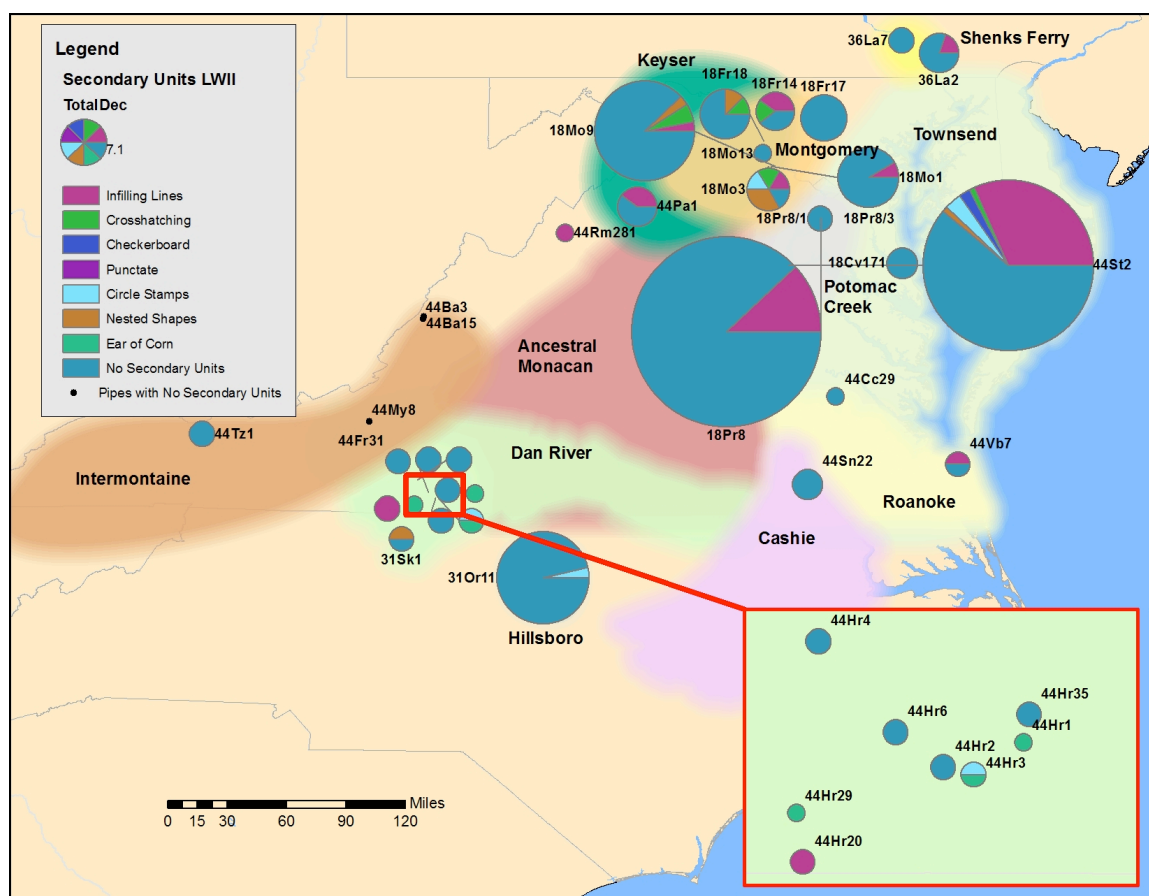 Legend
Secondary Units LWII
TotalDec
7.1
Infilling Lines
Crosshatching
Checkerboard
Punctate
Circle Stamps
Nested Shapes
Ear of Corn
No Secondary Units
Pipes with No Secondary Units
36La7
Shenks Ferry
36La2
Keyser
18Fr18
18Fr14
18Fr17
18Mo9
18Mo13
Montgomery
Townsend
18Mo3
18Mo1
44Pa1
18Pr8/1
18Pr8/3
44Rm281
18Cv171
44St2
Potomac
Creek
44Ba3
44Ba15
Ancestral
Monacan
44Cc29
18Pr8
44My8
44Tz1
44Fr31
Dan River
44Sn22
44Vb7
Intermontaine
Roanoke
Cashie
31Sk1
31Or11
Hillsboro
44Hr4
44Hr35
44Hr6
44Hr1
44Hr2
44Hr3
44Hr29
44Hr20
Miles
0 15 30 60 90 120